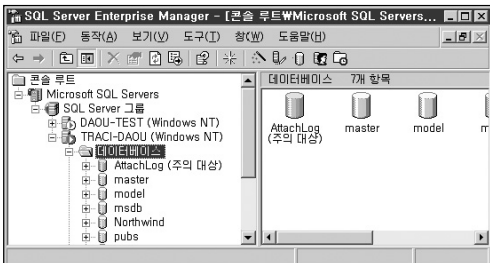 SQL Server Enterprise Manager - [콘솔 루트₩Microsoft SQL Servers...
파일(F) 동작(A) 보기(V) 도구(T) 창(W) 도움말(H)
콘솔 루트
Microsoft SQL Servers
SQL Server 그룹
DAOU-TEST (Windows NT)
TRACI-DAOU (Windows NT)
데이터베이스
AttachLog (주의 대상)
master
model
msdb
Northwind
pubs
데이터베이스 7개 항목
AttachLog
(주의 대상)
master
model
m